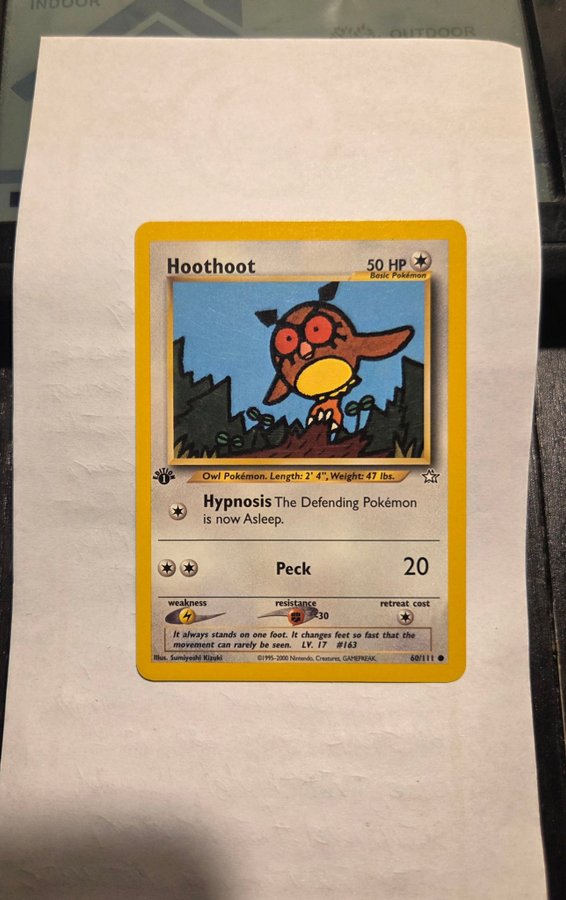 INDOOR
OUTDOOR
Hoothoot 50 HP
Basic Pokémon
EDITION
1
Owl Pokémon. Length: 2' 4", Weight: 47 lbs.
Hypnosis The Defending Pokémon
is now Asleep.
Peck 20
weakness resistance retreat cost
-30
It always stands on one foot. It changes feet so fast that the
movement can rarely be seen. LV. 17 #163
Illus. Sumiyoshi Kizuki ©1995-2000 Nintendo, Creatures, GAMEFREAK. 60/111